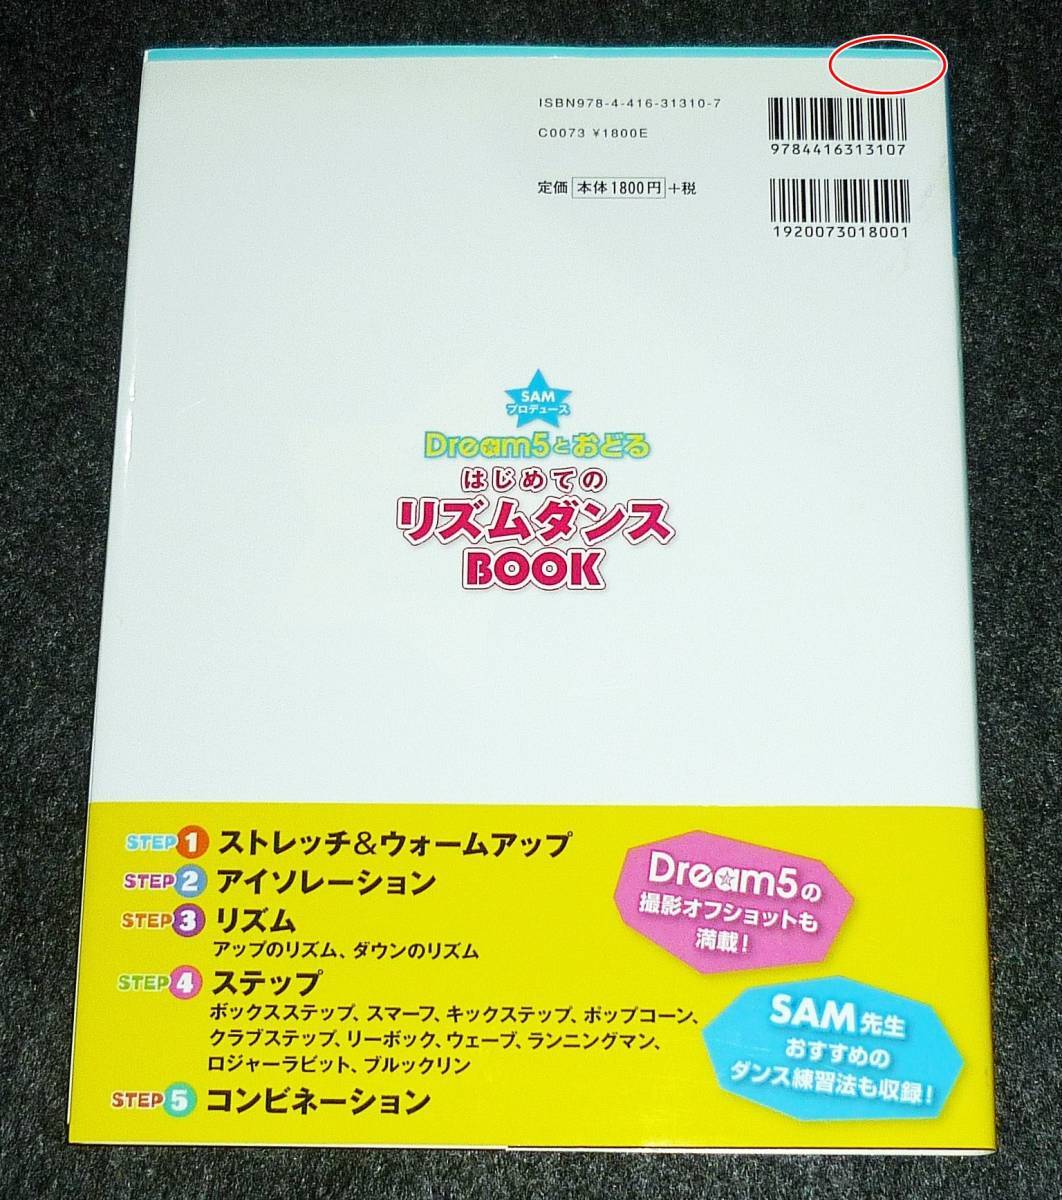 ISBN978-4-416-31310-7
C0073 ¥1800E
9784416313107
定価 本体1800円 +税
1920073018001
SAM
プロデュース
Dream5とおどる
はじめての
リズムダンス
BOOK
STEP1 ストレッチ&ウォームアップ
STEP2 アイソレーション
STEP3 リズム
アップのリズム、ダウンのリズム
STEP4 ステップ
ボックスステップ、スマーフ、キックステップ、ポップコーン、
クラブステップ、リーボック、ウェーブ、ランニングマン、
ロジャーラビット、ブルックリン
STEP5 コンビネーション
Dream5の
撮影オフショットも
満載!
SAM先生
おすすめの
ダンス練習法も収録!